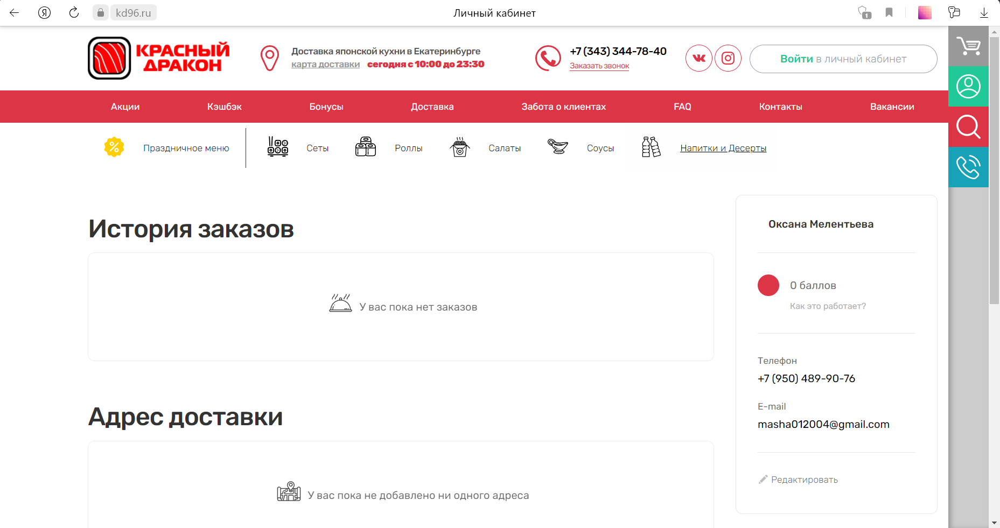 kd96.ru
Личный кабинет
1
КРАСНЫЙ
ДРАКОН
Доставка японской кухни в Екатеринбурге
карта доставки сегодня с 10:00 до 23:30
+7 (343) 344-78-40
Заказать звонок
Войти в личный кабинет
Акции Кэшбэк Бонусы Доставка Забота о клиентах FAQ Контакты Вакансии
Праздничное меню Сеты Роллы Салаты Соусы Напитки и Десерты
История заказов
У вас пока нет заказов
Адрес доставки
У вас пока не добавлено ни одного адреса
Оксана Мелентьева
0 баллов
Как это работает?
Телефон
+7 (950) 489-90-76
E-mail
masha012004@gmail.com
Редактировать